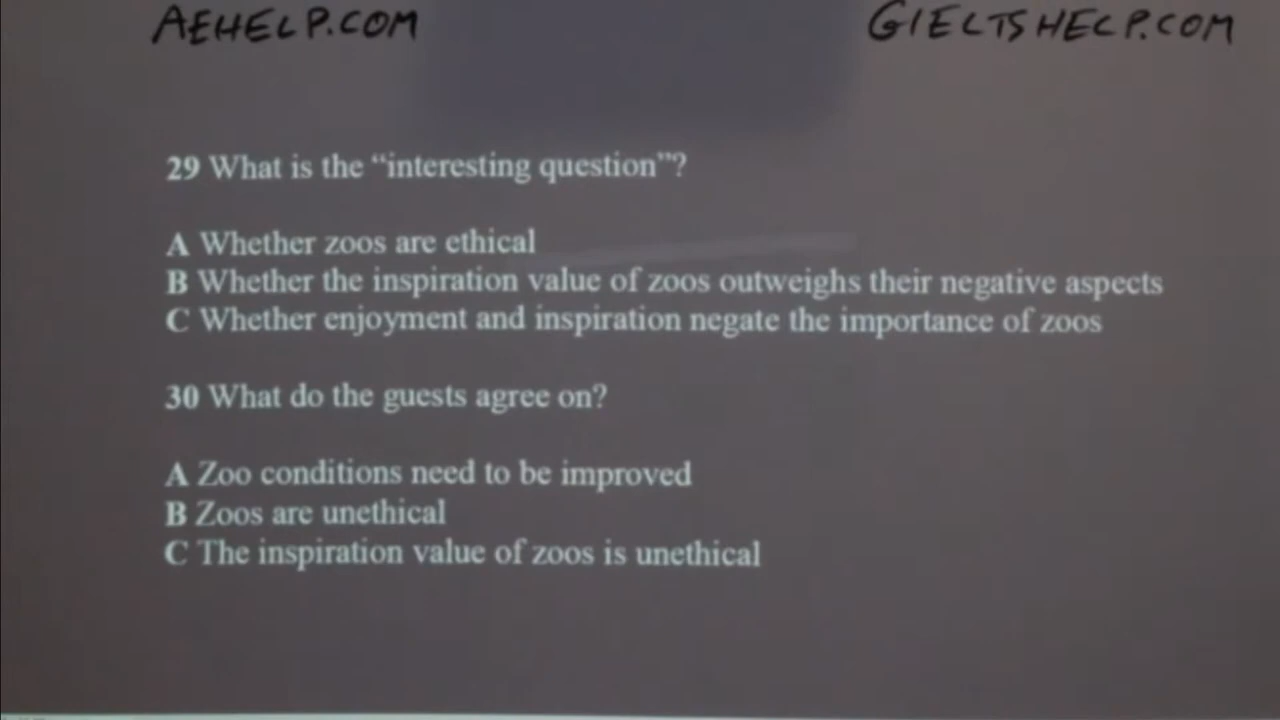 AEHELP.COM
GIELTSHELP.COM
29 What is the “interesting question”?
A Whether zoos are ethical
B Whether the inspiration value of zoos outweighs their negative aspects
C Whether enjoyment and inspiration negate the importance of zoos
30 What do the guests agree on?
A Zoo conditions need to be improved
B Zoos are unethical
C The inspiration value of zoos is unethical